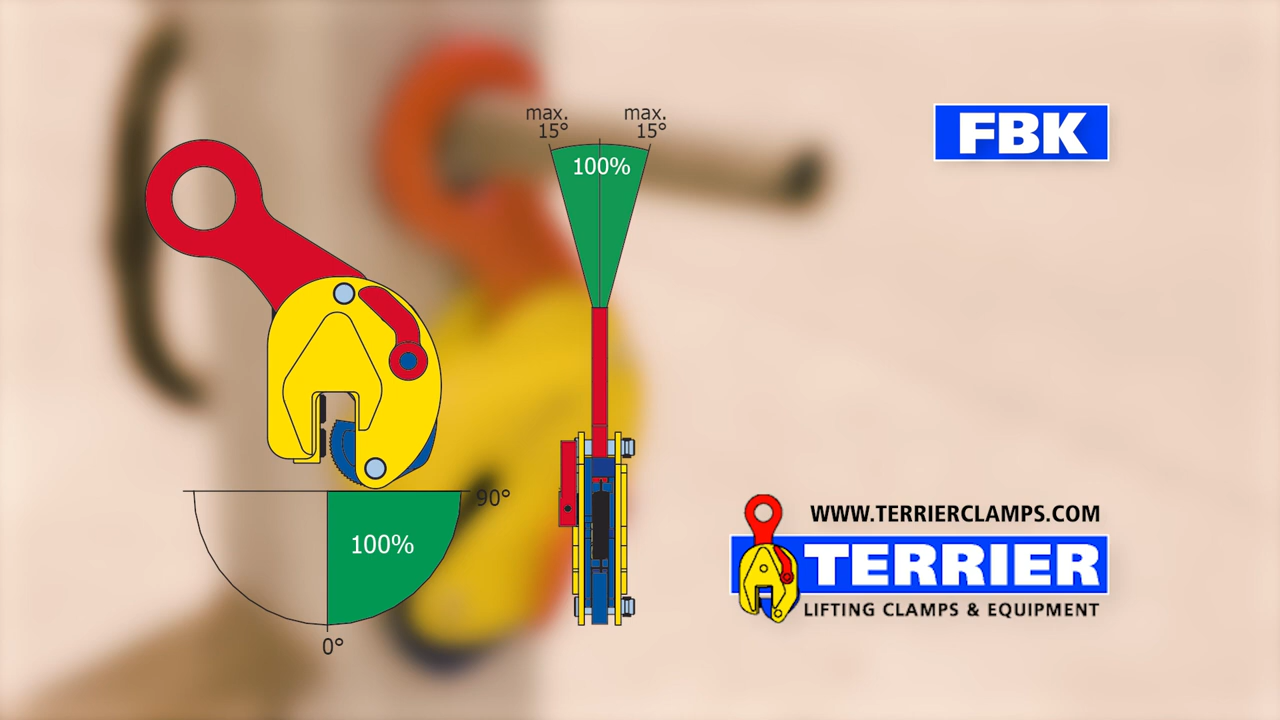 max.
15°
max.
15°
100%
FBK
90°
100%
0°
WWW.TERRIERCLAMPS.COM
TERRIER
LIFTING CLAMPS & EQUIPMENT